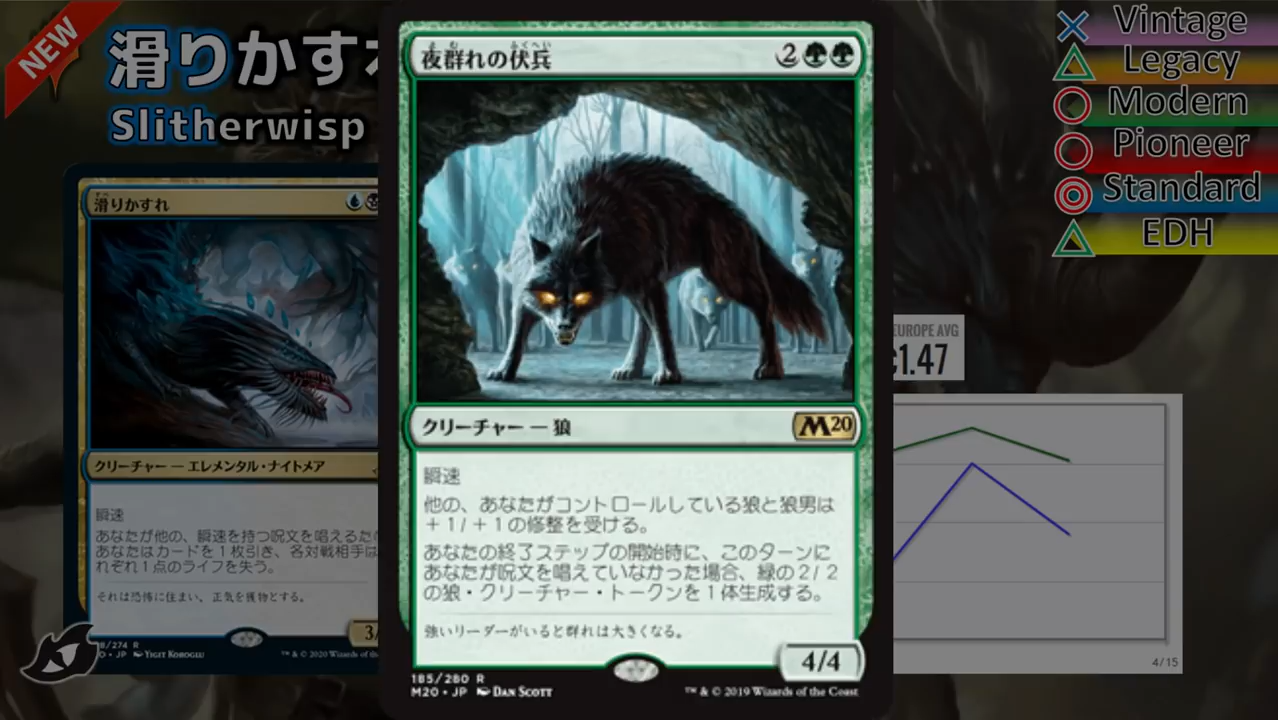 NEW
滑りかすれ
Slitherwisp
滑りかすれ
クリーチャー — エレメンタル・ナイトメア
瞬速
あなたが他の、瞬速を持つ呪文を唱えるた
あなたはカードを1枚引き、各対戦相手は
れぞれ1点のライフを失う。
それは恐怖に住まい、正気を獲物とする。
/274 R
• JP YIGIT KOROGLU
™ & © 2020 Wizards of the
3/
夜群れの伏兵
よむ
ふくへい
2
クリーチャー — 狼
M20
瞬速
他の、あなたがコントロールしている狼と狼男は
+1/+1の修整を受ける。
あなたの終了ステップの開始時に、このターンに
あなたが呪文を唱えていなかった場合、緑の2/2
の狼・クリーチャー・トークンを1体生成する。
強いリーダーがいると群れは大きくなる。
4/4
185/280 R
M20 • JP DAN SCOTT
™ & © 2019 Wizards of the Coast
Vintage
Legacy
Modern
Pioneer
Standard
EDH
EUROPE AVG
€1.47
4/15